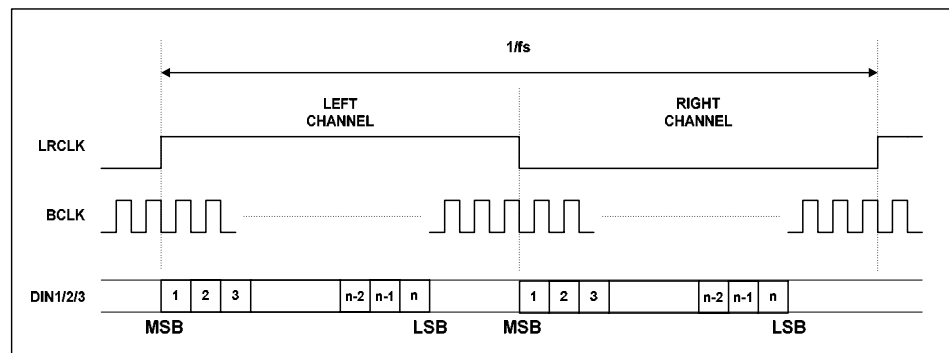 1/fs
LEFT
CHANNEL
RIGHT
CHANNEL
LRCLK
BCLK
DIN1/2/3
1 2 3 n-2 n-1 n 1 2 3 n-2 n-1 n
MSB LSB MSB LSB